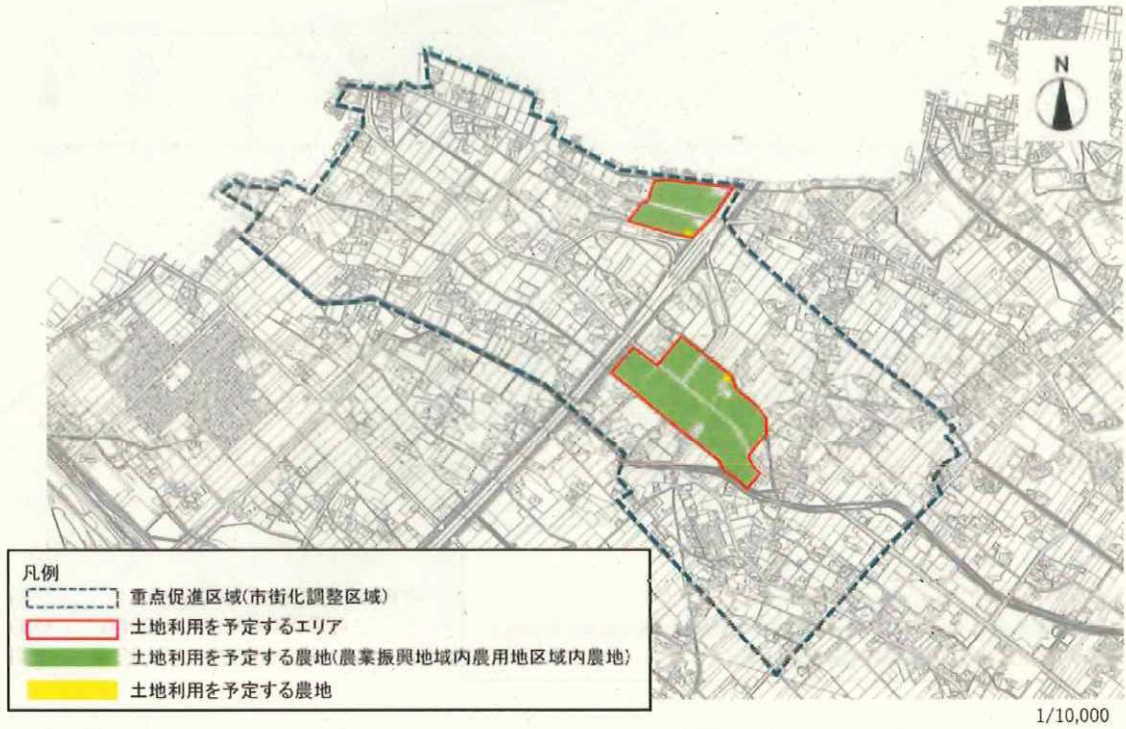 N
凡例
重点促進区域(市街化調整区域)
土地利用を予定するエリア
土地利用を予定する農地(農業振興地域内農用地区域内農地)
土地利用を予定する農地
1/10,000